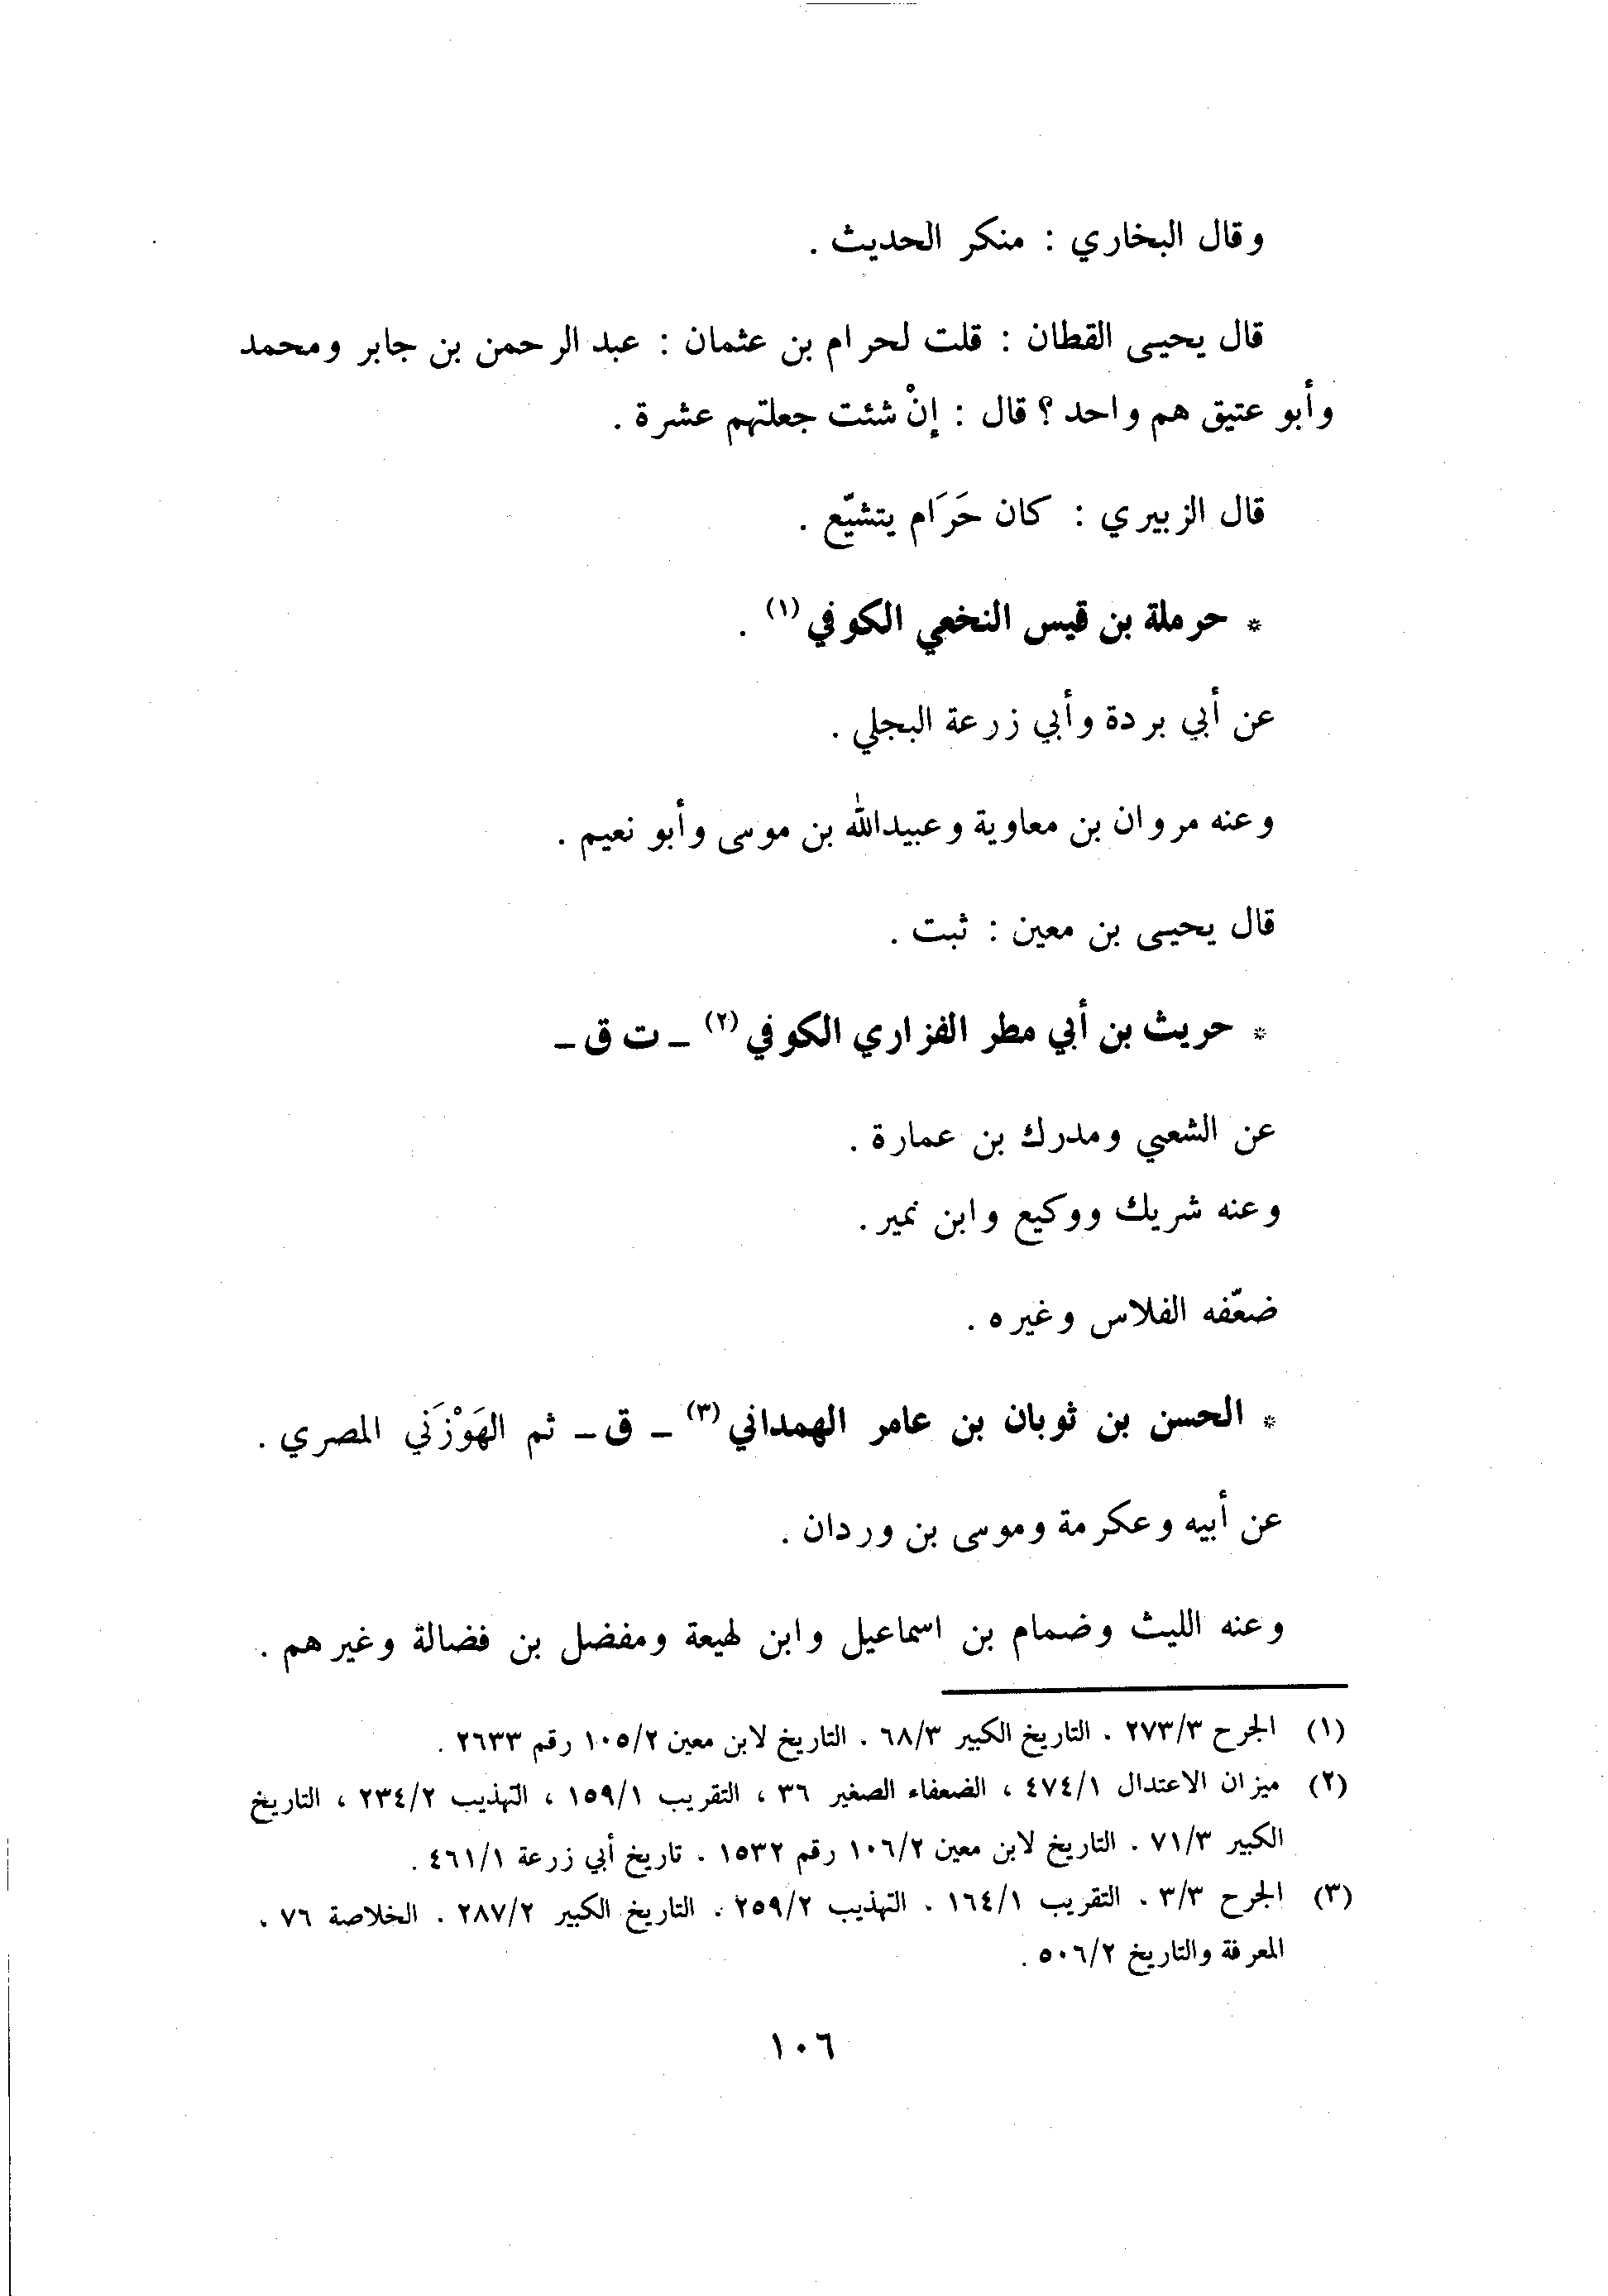 وقال البخاري : منكر الحديث .
قال يحيى القطان : قلت لحرام بن عثمان : عبد الرحمن بن جابر ومحمد
وأبو عتيق هم واحد ؟ قال : إنْ شئت جعلتهم عشرة .
قال الزبيري : كان حَرَام يتشيّع .
* حرملة بن قيس النخعي الكوفي (١) .
عن أبي بردة وأبي زرعة البجلي .
وعنه مروان بن معاوية وعبيدالله بن موسى وأبو نعيم .
قال يحيى بن معين : ثبت .
* حريث بن أبي مطر الفزاري الكوفي (٢) ـ ت ق ـ
عن الشعبي ومدرك بن عمارة .
وعنه شريك ووكيع وابن نمير .
ضعّفه الفلاس وغيره .
* الحسن بن ثوبان بن عامر الهمداني (٣) ـ ق ـ ثم الهَوْزَني المصري .
عن أبيه وعكرمة وموسى بن وردان .
وعنه الليث وضمام بن اسماعيل وابن لهيعة ومفضل بن فضالة وغيرهم .
(١) الجرح ٢٧٣/٣ . التاريخ الكبير ٦٨/٣ . التاريخ لابن معين ١٠٥/٢ رقم ٢٦٣٣ .
(٢) ميزان الاعتدال ٤٧٤/١ ، الضعفاء الصغير ٣٦ ، التقريب ١٥٩/١ ، التهذيب ٢٣٤/٢ ، التاريخ
الكبير ٧١/٣ . التاريخ لابن معين ١٠٦/٢ رقم ١٥٣٢ . تاريخ أبي زرعة ٤٦١/١ .
(٣) الجرح ٣/٣ . التقريب ١٦٤/١ . التهذيب ٢٥٩/٢ . التاريخ الكبير ٢٨٧/٢ . الخلاصة ٧٦ .
المعرفة والتاريخ ٥٠٦/٢ .
١٠٦